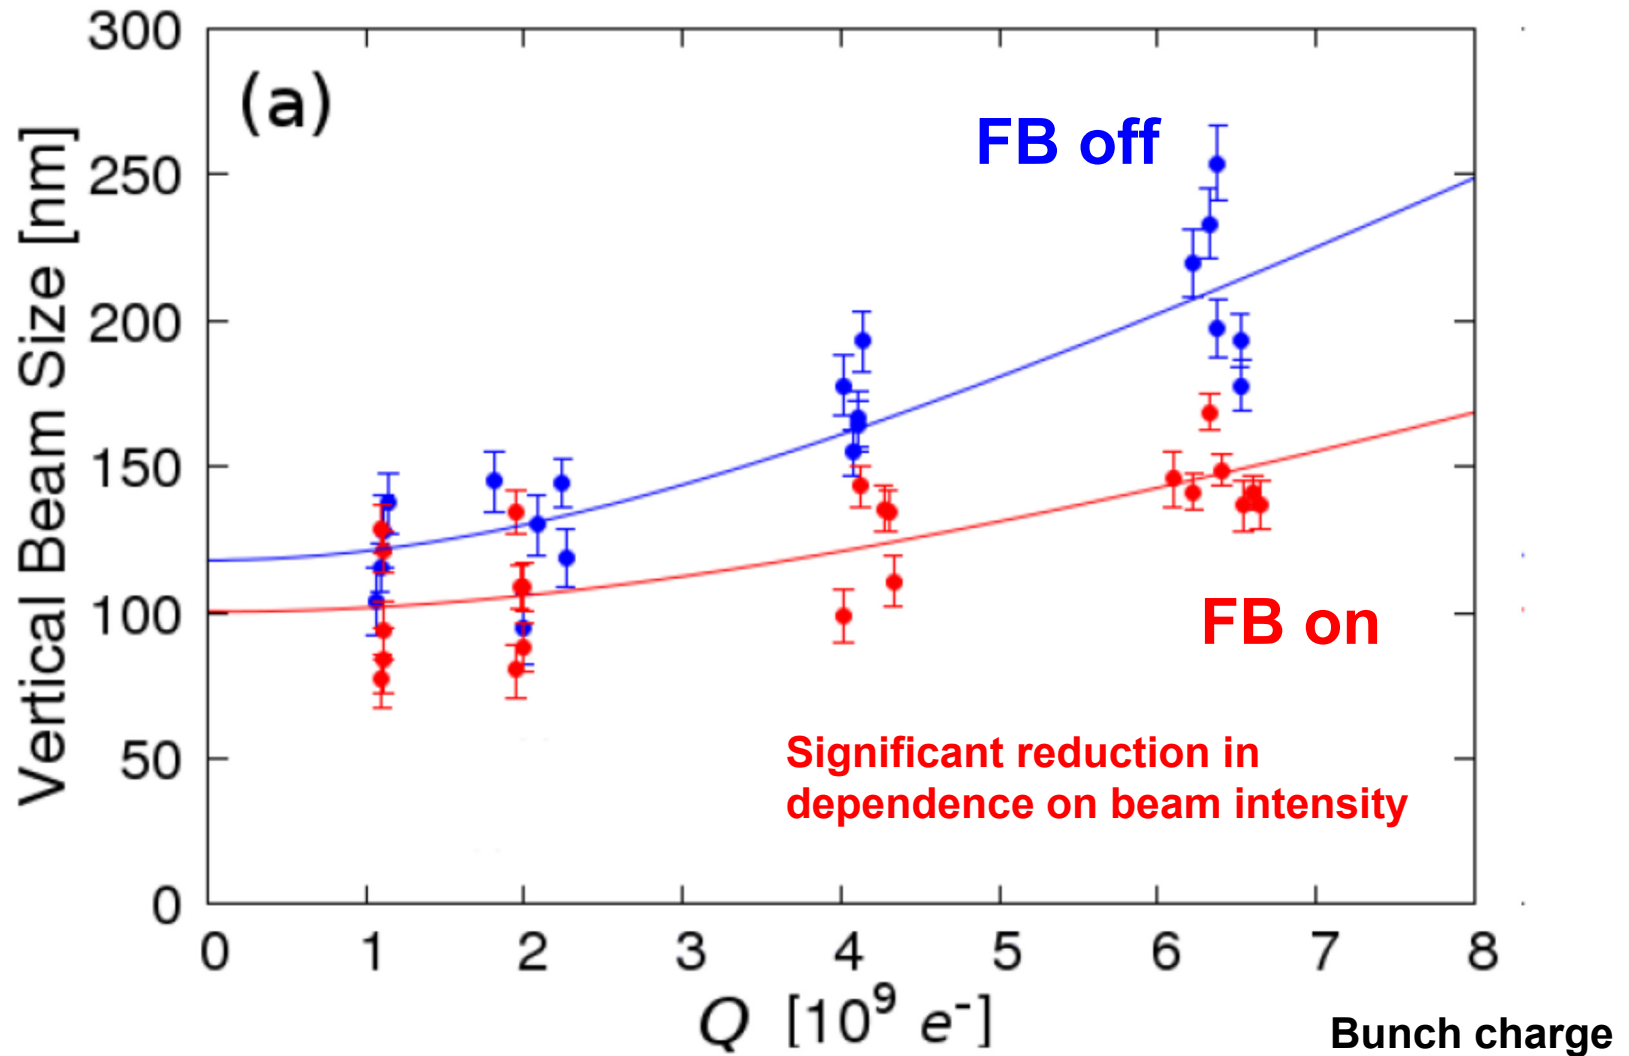 300
250
200
150
100
50
0
Vertical Beam Size [nm]
(a)
FB off
FB on
Significant reduction in
dependence on beam intensity
0 1 2 3 4 5 6 7 8
Q [10⁹ e⁻]
Bunch charge